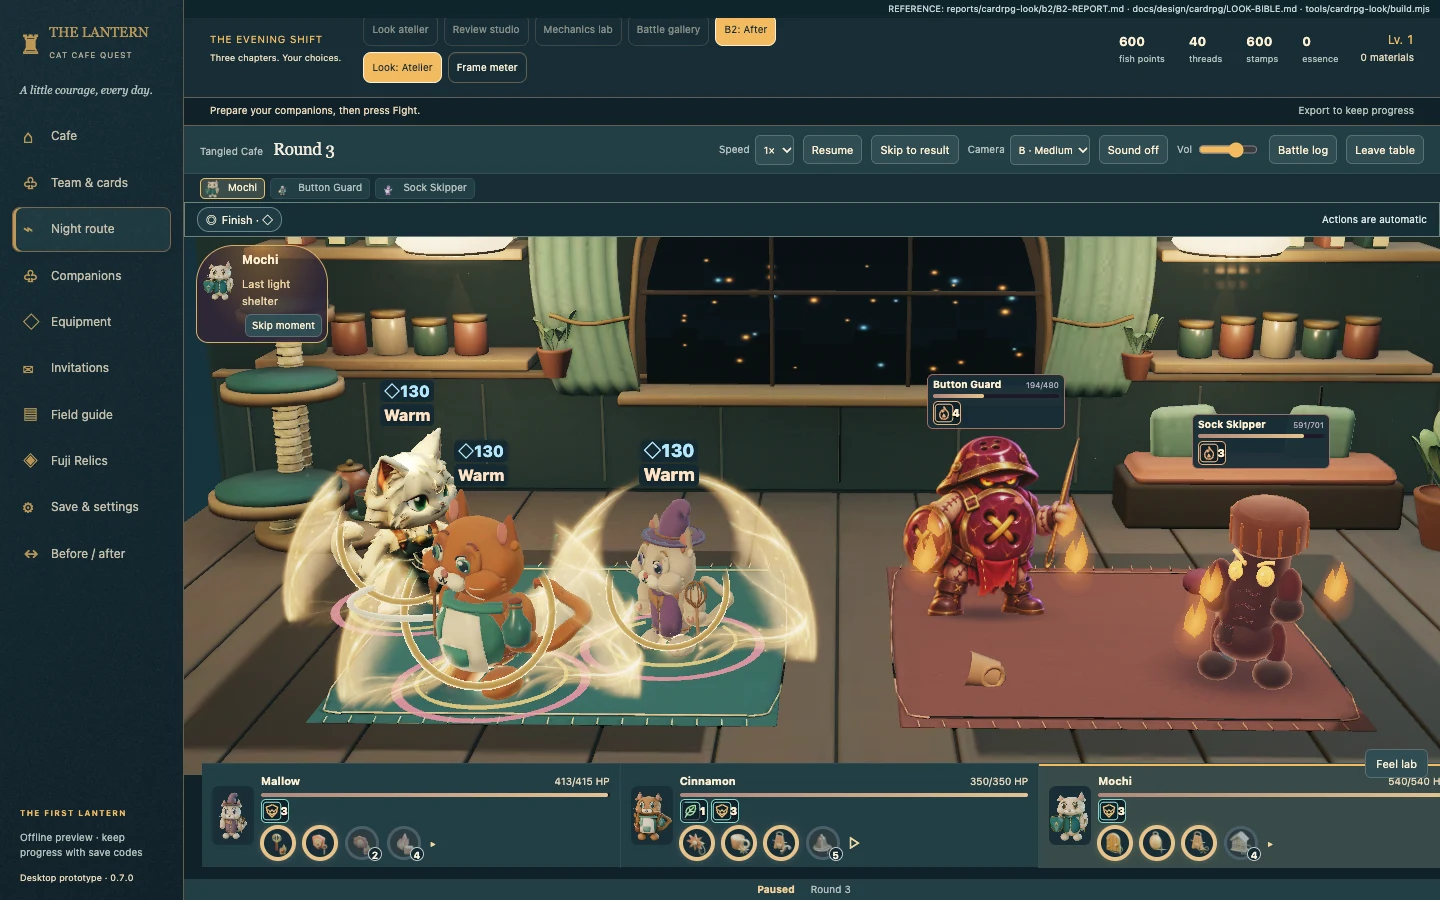 REFERENCE: reports/cardrpg-look/b2/B2-REPORT.md · docs/design/cardrpg/LOOK-BIBLE.md · tools/cardrpg-look/build.mjs
THE LANTERN
CAT CAFE QUEST
A little courage, every day.
Cafe
Team & cards
Night route
Companions
Equipment
Invitations
Field guide
Fuji Relics
Save & settings
Before / after
THE FIRST LANTERN
Offline preview · keep
progress with save codes
Desktop prototype · 0.7.0
THE EVENING SHIFT
Three chapters. Your choices.
Look atelier
Review studio
Mechanics lab
Battle gallery
B2: After
Look: Atelier
Frame meter
600
fish points
40
threads
600
stamps
0
essence
Lv. 1
0 materials
Prepare your companions, then press Fight.
Export to keep progress
Tangled Cafe
Round 3
Speed
1×
Resume
Skip to result
Camera
B · Medium
Sound off
Vol
Battle log
Leave table
Mochi
Button Guard
Sock Skipper
Finish ·
Actions are automatic
Mochi
Last light
shelter
Skip moment
130
Warm
130
Warm
130
Warm
Button Guard
194/480
4
Sock Skipper
591/701
3
Feel lab
Mallow
413/415 HP
3
2
4
Cinnamon
350/350 HP
1
3
5
Mochi
540/540 H
3
4
Paused
Round 3